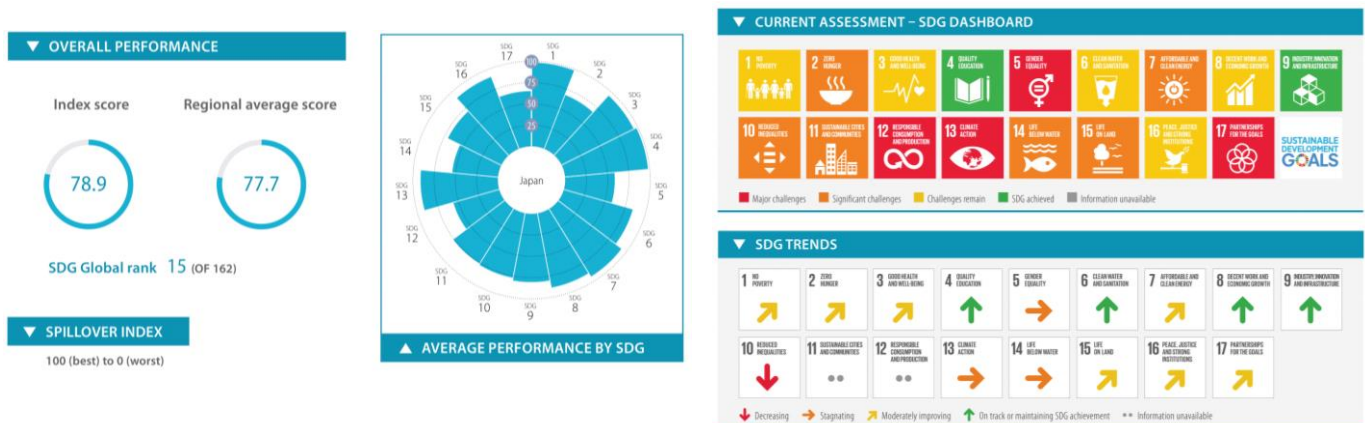 ▼ OVERALL PERFORMANCE
Index score
Regional average score
78.9
77.7
SDG Global rank 15 (OF 162)
▼ SPILLOVER INDEX
100 (best) to 0 (worst)
SDG 1
SDG 2
SDG 3
SDG 4
SDG 5
SDG 6
SDG 7
SDG 8
SDG 9
SDG 10
SDG 11
SDG 12
SDG 13
SDG 14
SDG 15
SDG 16
SDG 17
100
75
50
25
Japan
▲ AVERAGE PERFORMANCE BY SDG
▼ CURRENT ASSESSMENT – SDG DASHBOARD
1 NO POVERTY
2 ZERO HUNGER
3 GOOD HEALTH AND WELL-BEING
4 QUALITY EDUCATION
5 GENDER EQUALITY
6 CLEAN WATER AND SANITATION
7 AFFORDABLE AND CLEAN ENERGY
8 DECENT WORK AND ECONOMIC GROWTH
9 INDUSTRY, INNOVATION AND INFRASTRUCTURE
10 REDUCED INEQUALITIES
11 SUSTAINABLE CITIES AND COMMUNITIES
12 RESPONSIBLE CONSUMPTION AND PRODUCTION
13 CLIMATE ACTION
14 LIFE BELOW WATER
15 LIFE ON LAND
16 PEACE, JUSTICE AND STRONG INSTITUTIONS
17 PARTNERSHIPS FOR THE GOALS
SUSTAINABLE DEVELOPMENT GOALS
Major challenges Significant challenges Challenges remain SDG achieved Information unavailable
▼ SDG TRENDS
1 NO POVERTY
2 ZERO HUNGER
3 GOOD HEALTH AND WELL-BEING
4 QUALITY EDUCATION
5 GENDER EQUALITY
6 CLEAN WATER AND SANITATION
7 AFFORDABLE AND CLEAN ENERGY
8 DECENT WORK AND ECONOMIC GROWTH
9 INDUSTRY, INNOVATION AND INFRASTRUCTURE
10 REDUCED INEQUALITIES
11 SUSTAINABLE CITIES AND COMMUNITIES
12 RESPONSIBLE CONSUMPTION AND PRODUCTION
13 CLIMATE ACTION
14 LIFE BELOW WATER
15 LIFE ON LAND
16 PEACE, JUSTICE AND STRONG INSTITUTIONS
17 PARTNERSHIPS FOR THE GOALS
Decreasing Stagnating Moderately improving On track or maintaining SDG achievement Information unavailable